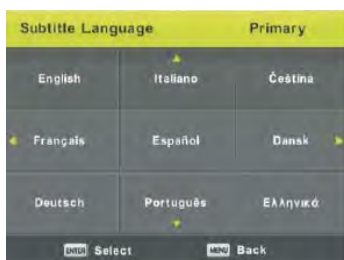 Subtitle Language Primary
English Italiano Čeština
Français Español Dansk
Deutsch Português Ελληνικά
ENTER Select MENU Back